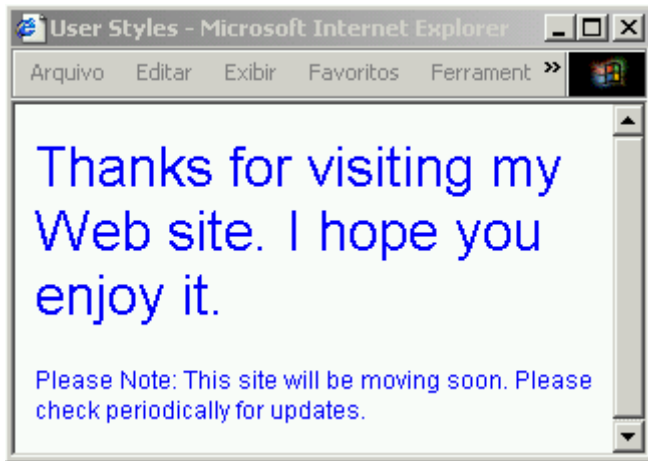 User Styles - Microsoft Internet Explorer
Arquivo Editar Exibir Favoritos Ferrament »
Thanks for visiting my
Web site. I hope you
enjoy it.
Please Note: This site will be moving soon. Please
check periodically for updates.